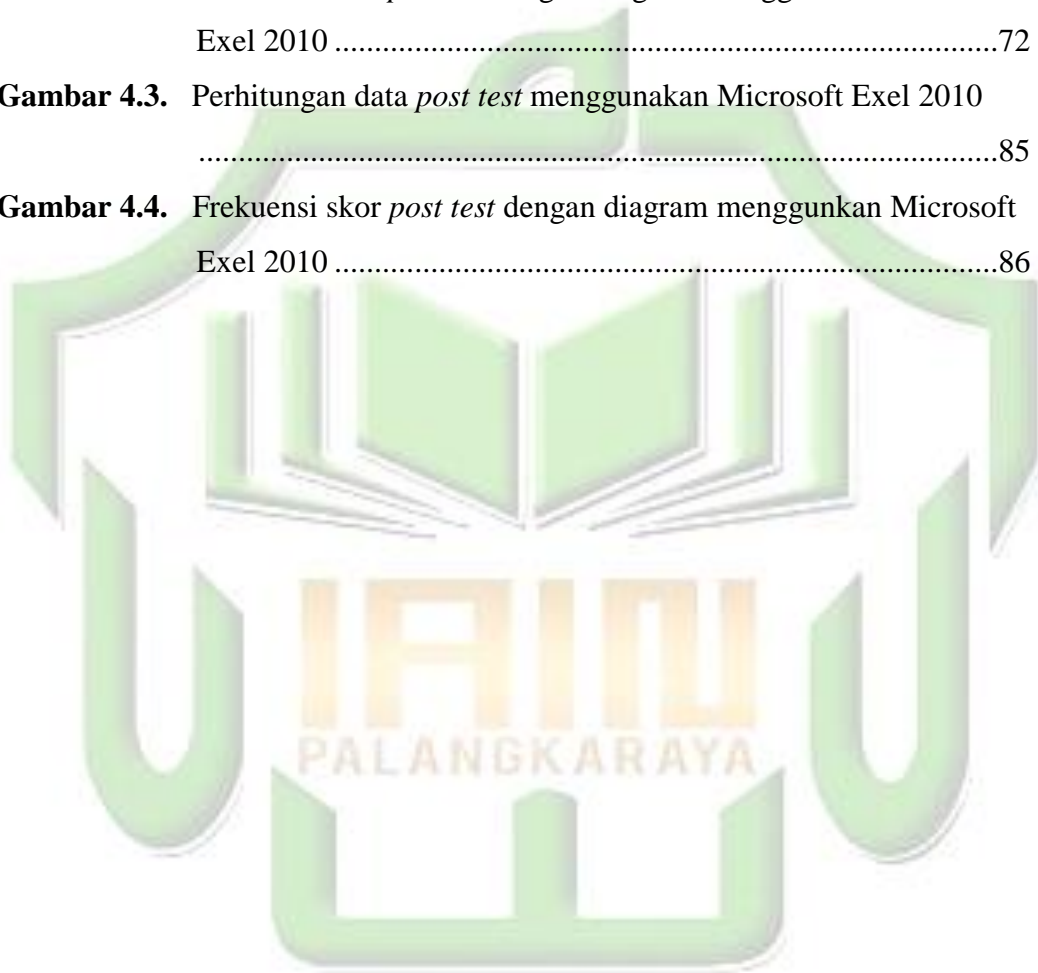 Exel 2010 ...............................................................................72
Gambar 4.3. Perhitungan data post test menggunakan Microsoft Exel 2010
...............................................................................................85
Gambar 4.4. Frekuensi skor post test dengan diagram menggunkan Microsoft
Exel 2010 ...............................................................................86
IAIN
PALANGKARAYA